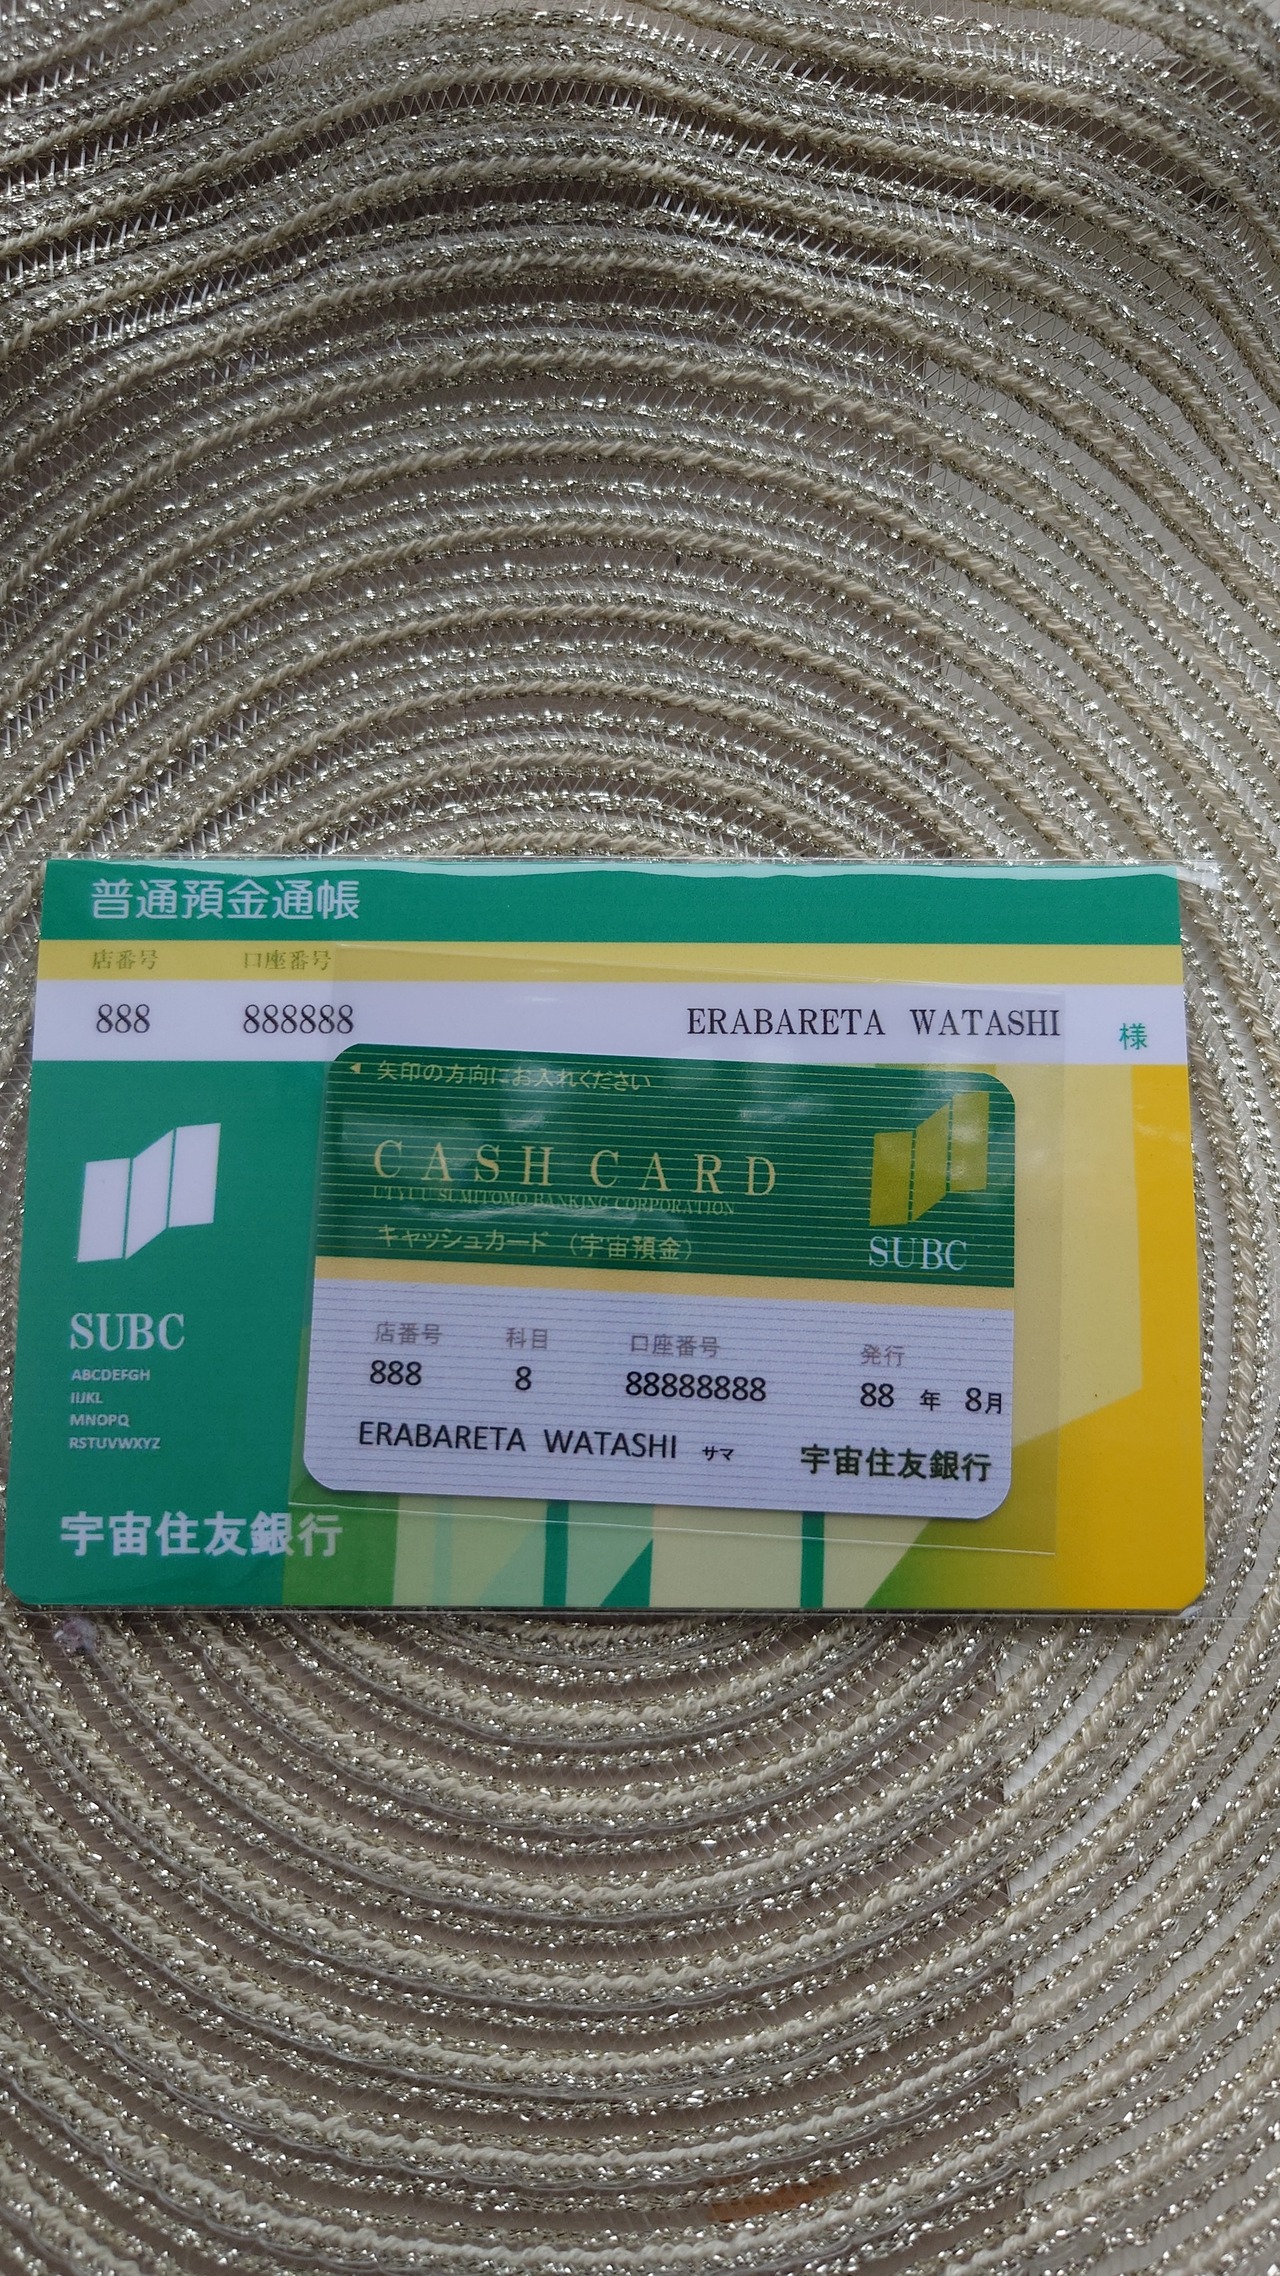 普通預金通帳
店番号 口座番号
888 888888 ERABARETA WATASHI 様
SUBC
ABCDEFGH
IIJKL
MNOPQ
RSTUVWXYZ
宇宙住友銀行
◀ 矢印の方向にお入れください
CASH CARD
UTYUU SUMITOMO BANKING CORPORATION
キャッシュカード (宇宙預金)
SUBC
店番号 科目 口座番号 発行
888 8 88888888 88 年 8月
ERABARETA WATASHI サマ 宇宙住友銀行